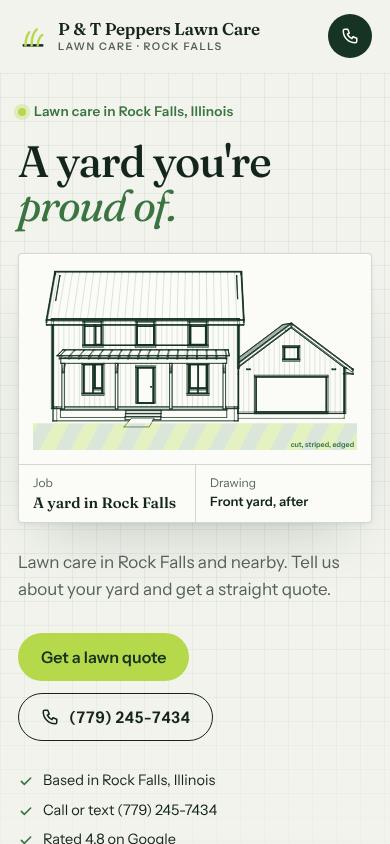 P & T Peppers Lawn Care
LAWN CARE · ROCK FALLS
Lawn care in Rock Falls, Illinois
A yard you're
proud of.
cut, striped, edged
Job
A yard in Rock Falls
Drawing
Front yard, after
Lawn care in Rock Falls and nearby. Tell us
about your yard and get a straight quote.
Get a lawn quote
(779) 245-7434
Based in Rock Falls, Illinois
Call or text (779) 245-7434
Rated 4.8 on Google